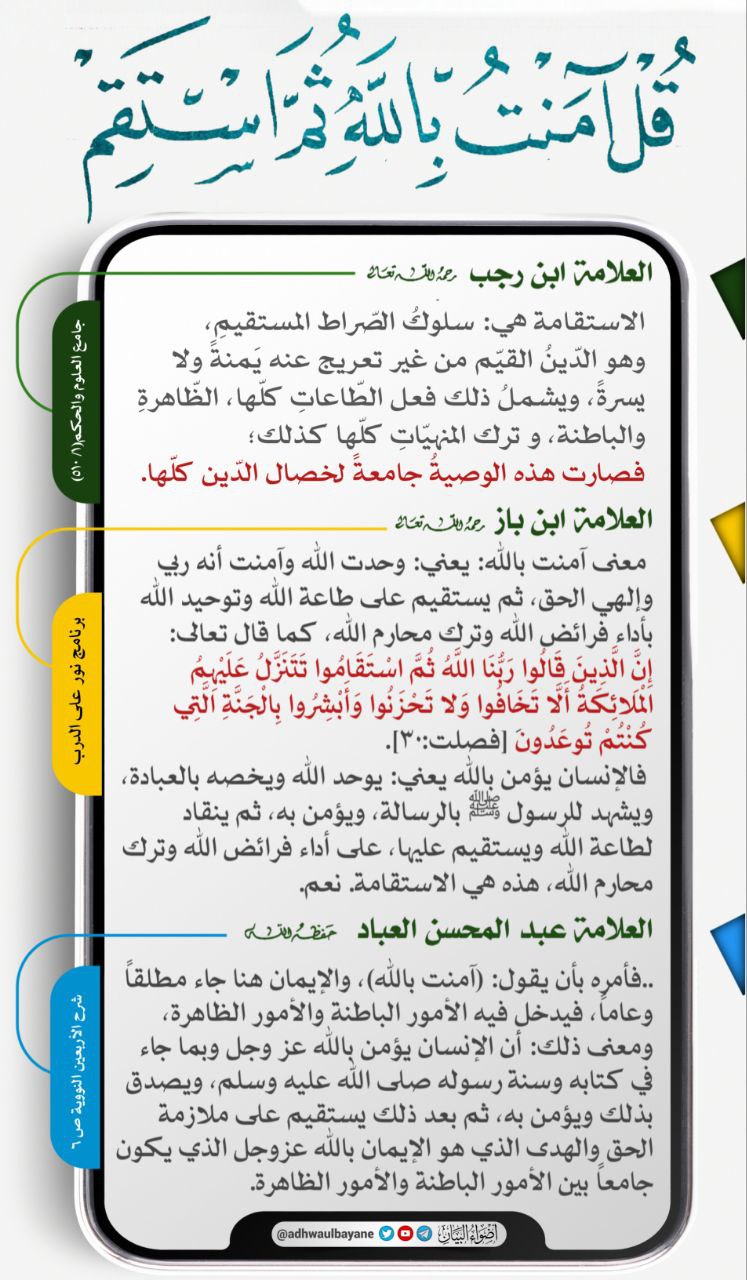 قُلْ آمَنْتُ بِاللَّهِ ثُمَّ اسْتَقِمْ
العلامة ابن رجب رحمه الله تعالى
الاستقامة هي: سلوكُ الصّراط المستقيمِ،
وهو الدّينُ القيّم من غير تعريج عنه يَمنةً ولا
يسرةً، ويشملُ ذلك فعل الطّاعاتِ كلّها، الظّاهرةِ
والباطنة، و ترك المنهيّاتِ كلّها كذلك؛
فصارت هذه الوصيةُ جامعةً لخصال الدّين كلّها.
جامع العلوم والحكم(١/ ٥١٠)
العلامة ابن باز رحمه الله تعالى
معنى آمنت بالله: يعني: وحدت الله وآمنت أنه ربي
وإلهي الحق، ثم يستقيم على طاعة الله وتوحيد الله
بأداء فرائض الله وترك محارم الله، كما قال تعالى:
إِنَّ الَّذِينَ قَالُوا رَبُّنَا اللَّهُ ثُمَّ اسْتَقَامُوا تَتَنَزَّلُ عَلَيْهِمُ
الْمَلَائِكَةُ أَلَّا تَخَافُوا وَلا تَحْزَنُوا وَأَبْشِرُوا بِالْجَنَّةِ الَّتِي
كُنْتُمْ تُوعَدُونَ [فصلت:٣٠].
فالإنسان يؤمن بالله يعني: يوحد الله ويخصه بالعبادة،
ويشهد للرسول ﷺ بالرسالة، ويؤمن به، ثم ينقاد
لطاعة الله ويستقيم عليها، على أداء فرائض الله وترك
محارم الله، هذه هي الاستقامة. نعم.
برنامج نور على الدرب
العلامة عبد المحسن العباد حفظه الله
..فأمره بأن يقول: (آمنت بالله)، والإيمان هنا جاء مطلقاً
وعاماً، فيدخل فيه الأمور الباطنة والأمور الظاهرة،
ومعنى ذلك: أن الإنسان يؤمن بالله عز وجل وبما جاء
في كتابه وسنة رسوله صلى الله عليه وسلم، ويصدق
بذلك ويؤمن به، ثم بعد ذلك يستقيم على ملازمة
الحق والهدى الذي هو الإيمان بالله عزوجل الذي يكون
جامعاً بين الأمور الباطنة والأمور الظاهرة.
شرح الأربعين النووية ص ٦
أضواء البيان @adhwaulbayane